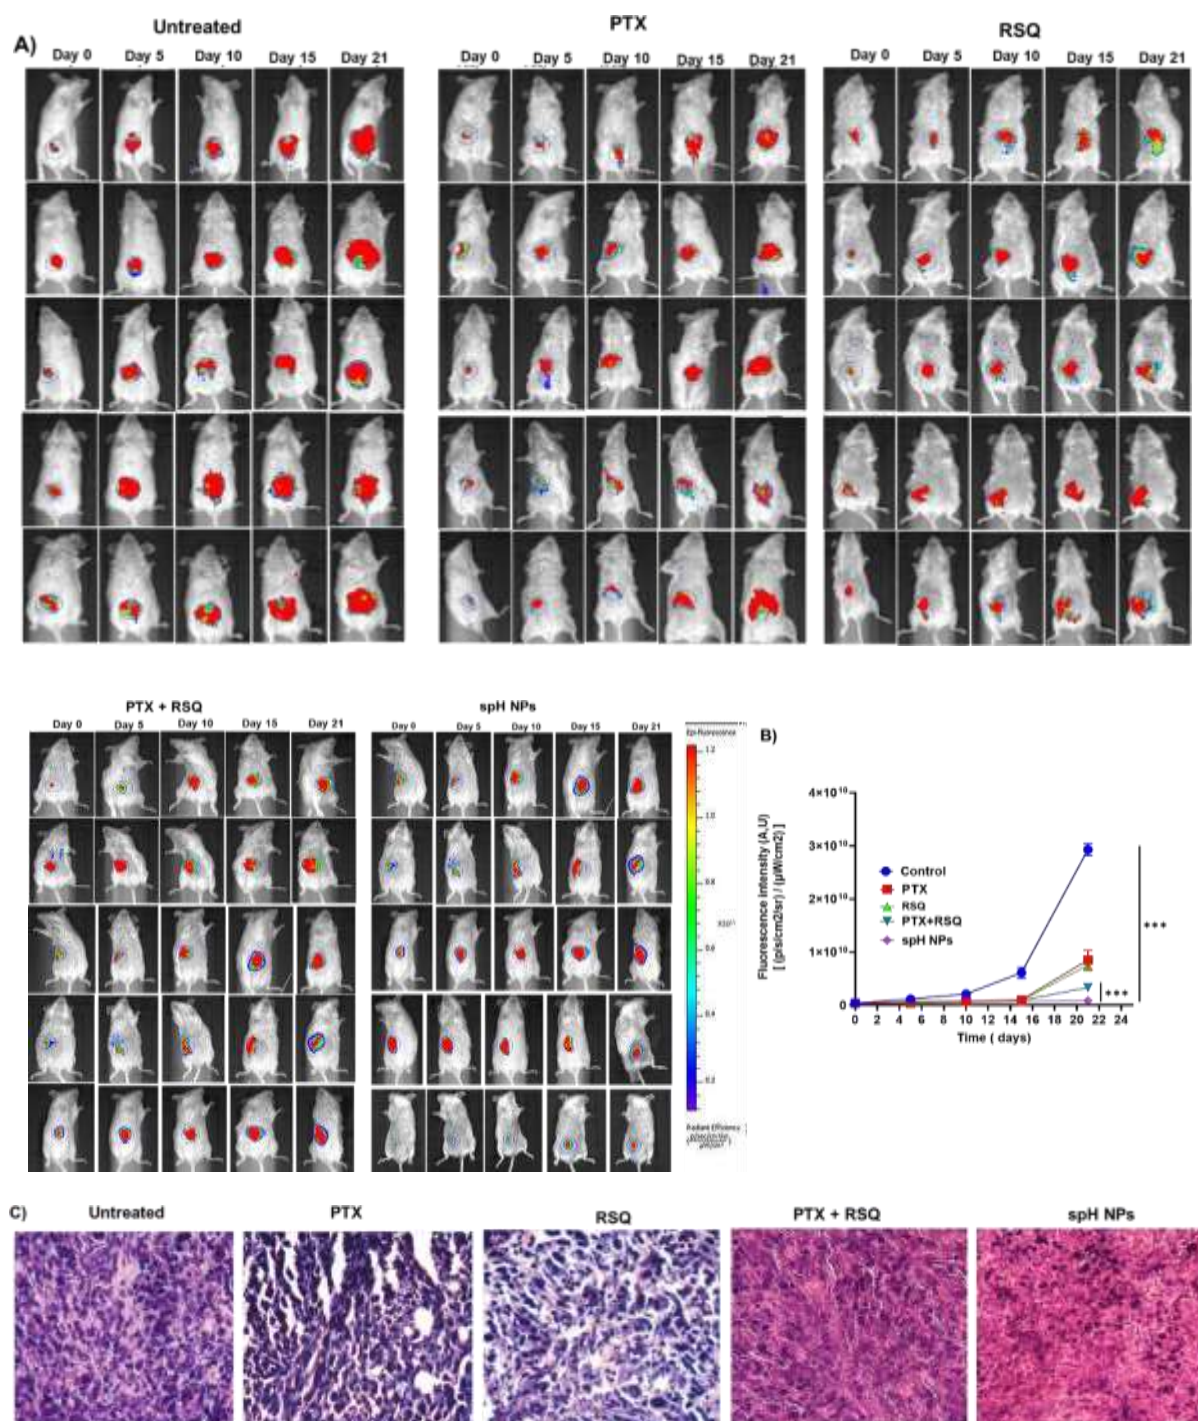 A)
Untreated
PTX
RSQ
Day 0 Day 5 Day 10 Day 15 Day 21
Day 0 Day 5 Day 10 Day 15 Day 21
Day 0 Day 5 Day 10 Day 15 Day 21
PTX + RSQ
spH NPs
Day 0 Day 5 Day 10 Day 15 Day 21
Day 0 Day 5 Day 10 Day 15 Day 21
Epi-fluorescence
1.2
1.0
0.8
0.6
0.4
0.2
Radiant Efficiency
B)
Fluorescence intensity (A,U)
[ (p/s/cm2/sr) / (µW/cm2) ]
4×10¹⁰
3×10¹⁰
2×10¹⁰
1×10¹⁰
0
Control
PTX
RSQ
PTX+RSQ
spH NPs
***
***
0 2 4 6 8 10 12 14 16 18 20 22 24
Time ( days)
C)
Untreated
PTX
RSQ
PTX + RSQ
spH NPs